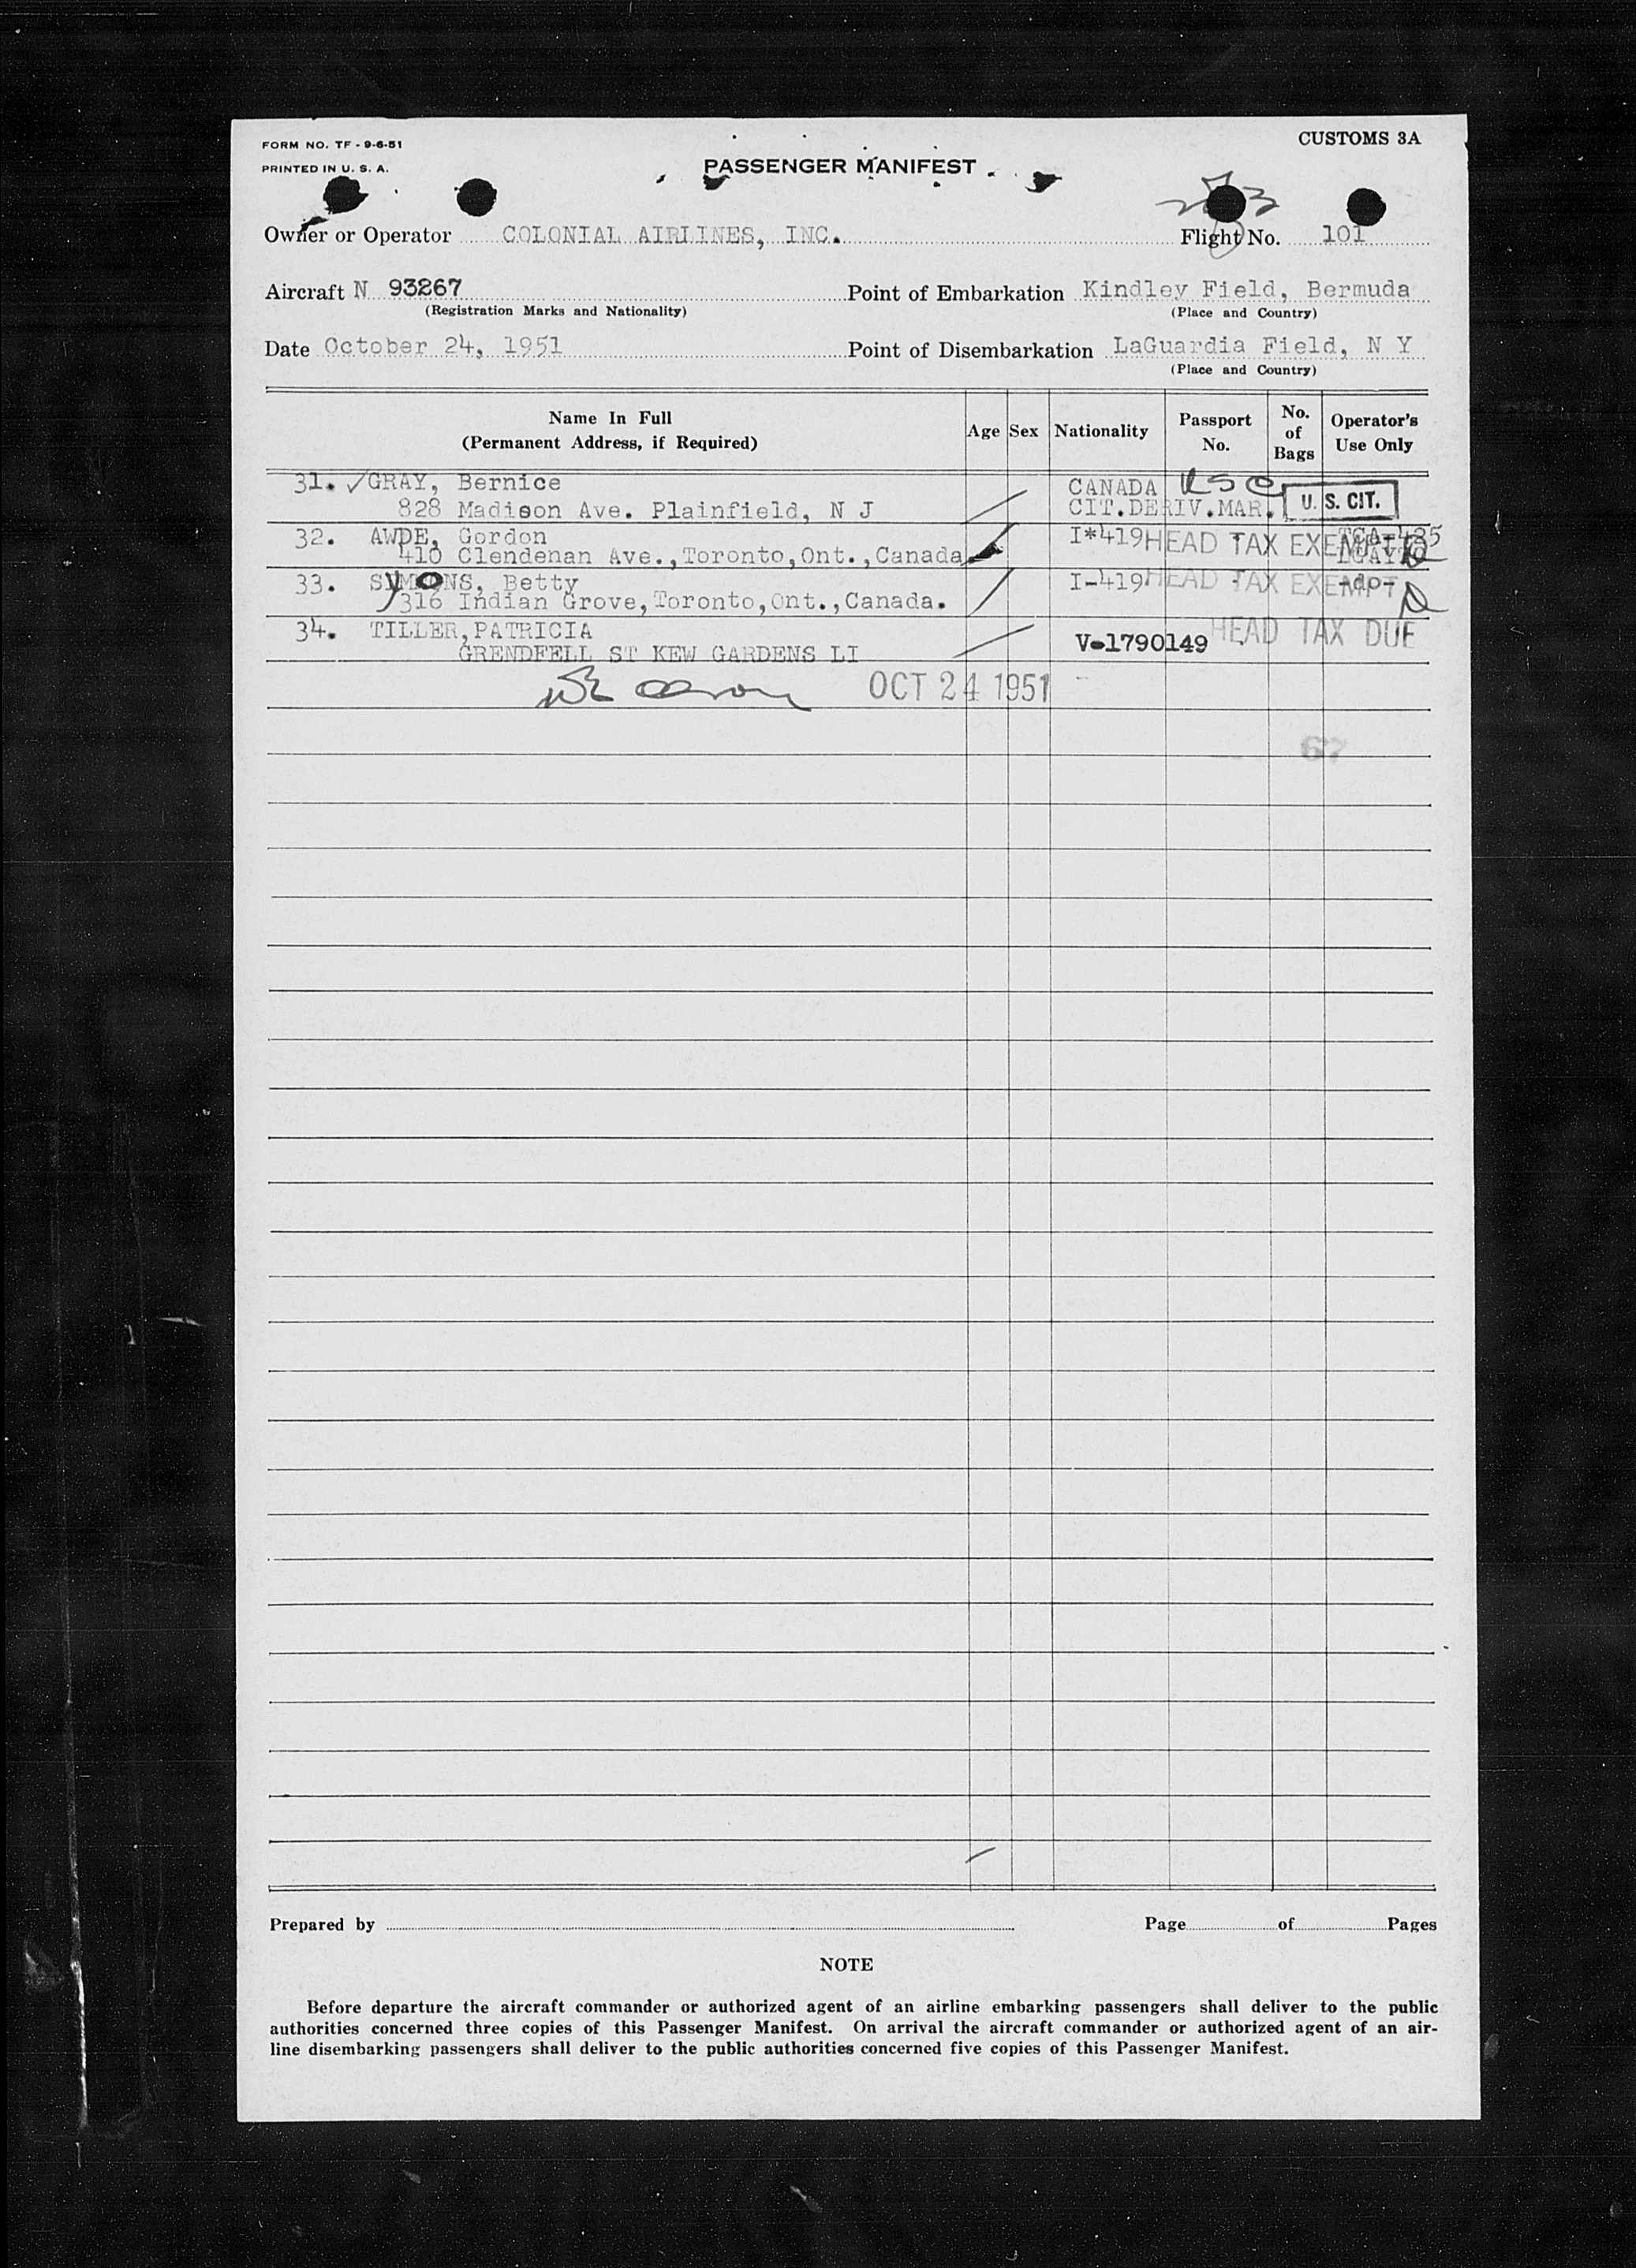 FORM NO. TF - 9-6-51
CUSTOMS 3A
PRINTED IN U. S. A.
PASSENGER MANIFEST
Owner or Operator COLONIAL AIRLINES, INC. Flight No. 101
Aircraft N 93267 Point of Embarkation Kindley Field, Bermuda
(Registration Marks and Nationality) (Place and Country)
Date October 24, 1951 Point of Disembarkation LaGuardia Field, N Y
(Place and Country)
Name In Full
(Permanent Address, if Required)
Age Sex Nationality Passport No. No. of Bags Operator's Use Only
31. GRAY, Bernice CANADA
828 Madison Ave. Plainfield, N J CIT.DERIV.MAR. U. S. CIT.
32. AWDE, Gordon I*419 HEAD TAX EXEMPT
410 Clendenan Ave.,Toronto,Ont.,Canada
33. SYMONS, Betty I-419 HEAD TAX EXEMPT -do-
316 Indian Grove,Toronto,Ont.,Canada.
34. TILLER,PATRICIA V-1790149 HEAD TAX DUE
GRENDFELL ST KEW GARDENS LI
OCT 24 1951
Prepared by Page of Pages
NOTE
Before departure the aircraft commander or authorized agent of an airline embarking passengers shall deliver to the public
authorities concerned three copies of this Passenger Manifest. On arrival the aircraft commander or authorized agent of an air-
line disembarking passengers shall deliver to the public authorities concerned five copies of this Passenger Manifest.